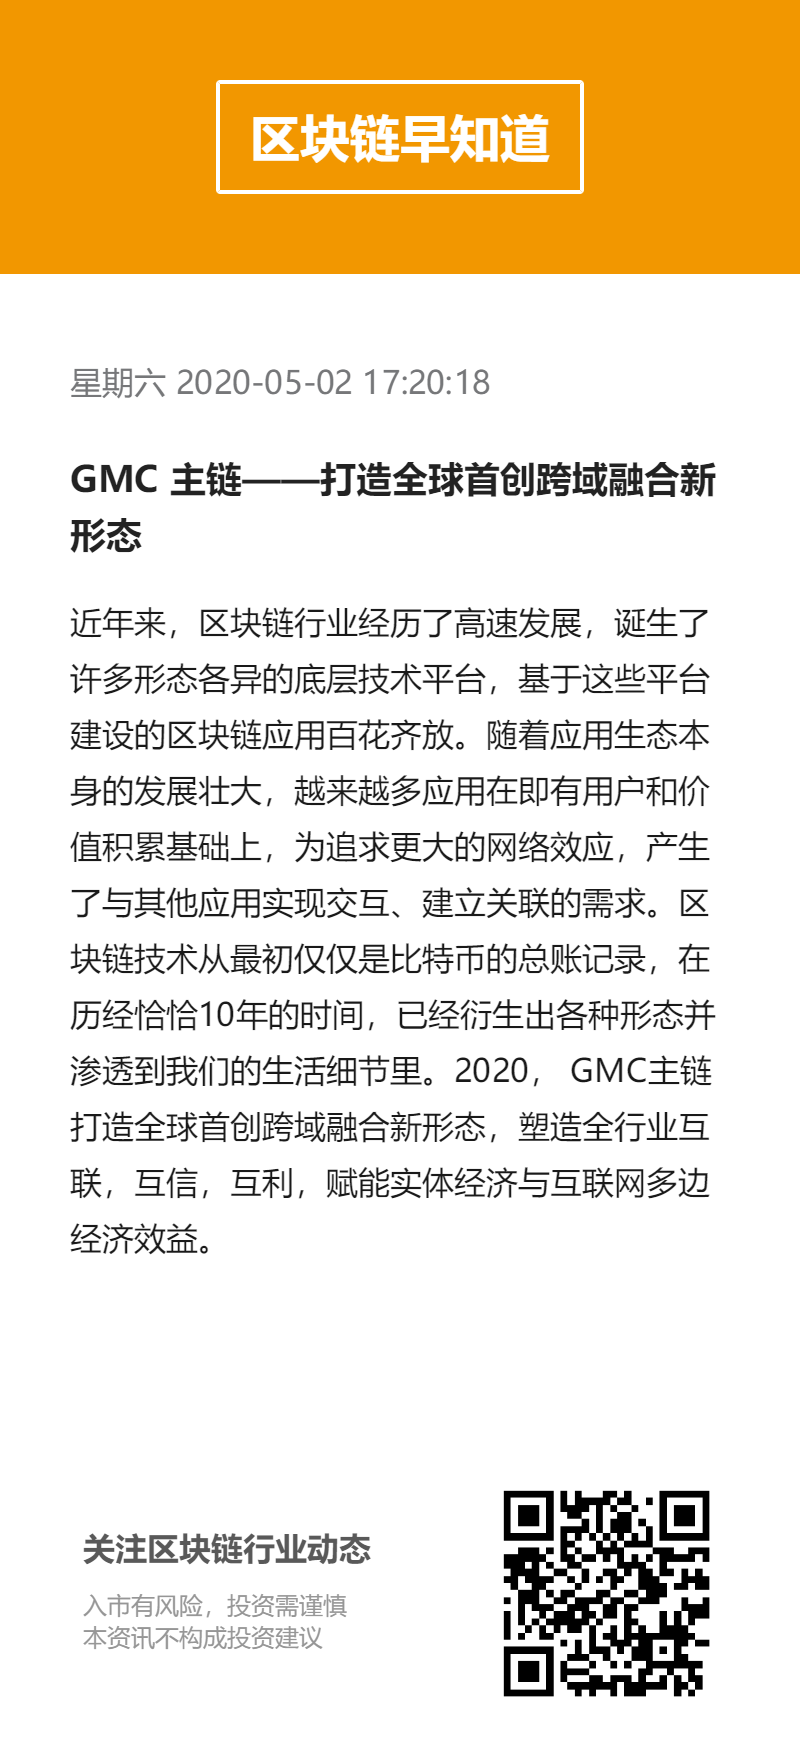 区块链早知道
星期六 2020-05-02 17:20:18
GMC 主链——打造全球首创跨域融合新
形态
近年来，区块链行业经历了高速发展，诞生了
许多形态各异的底层技术平台，基于这些平台
建设的区块链应用百花齐放。随着应用生态本
身的发展壮大，越来越多应用在即有用户和价
值积累基础上，为追求更大的网络效应，产生
了与其他应用实现交互、建立关联的需求。区
块链技术从最初仅仅是比特币的总账记录，在
历经恰恰10年的时间，已经衍生出各种形态并
渗透到我们的生活细节里。2020， GMC主链
打造全球首创跨域融合新形态，塑造全行业互
联，互信，互利，赋能实体经济与互联网多边
经济效益。
关注区块链行业动态
入市有风险，投资需谨慎
本资讯不构成投资建议